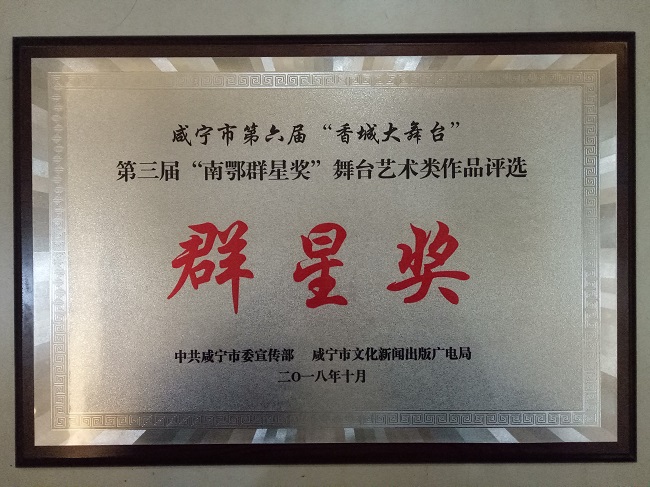 咸宁市第六届“香城大舞台”
第三届“南鄂群星奖”舞台艺术类作品评选
群星奖
中共咸宁市委宣传部 咸宁市文化新闻出版广电局
二〇一八年十月